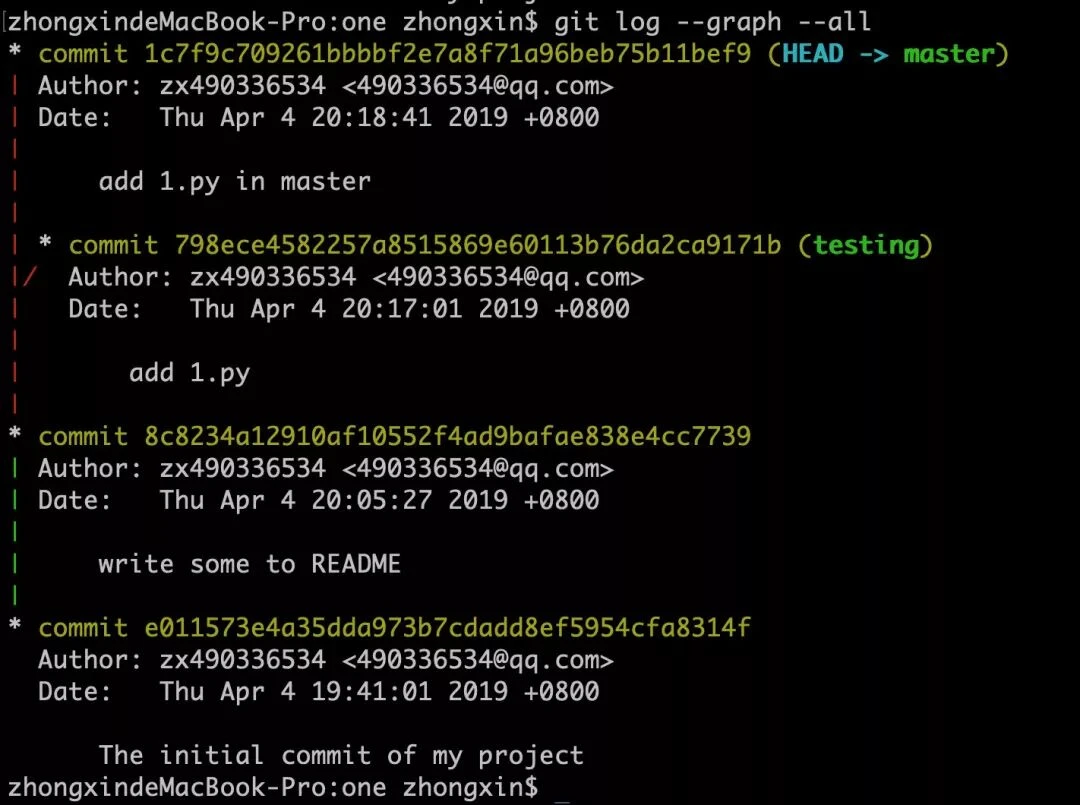 zhongxindeMacBook-Pro:one zhongxin$ git log --graph --all
* commit 1c7f9c709261bbbbf2e7a8f71a96beb75b11bef9 (HEAD -> master)
| Author: zx490336534 <490336534@qq.com>
| Date:   Thu Apr 4 20:18:41 2019 +0800
|
|     add 1.py in master
|
| * commit 798ece4582257a8515869e60113b76da2ca9171b (testing)
|/  Author: zx490336534 <490336534@qq.com>
|   Date:   Thu Apr 4 20:17:01 2019 +0800
|
|       add 1.py
|
* commit 8c8234a12910af10552f4ad9bafae838e4cc7739
| Author: zx490336534 <490336534@qq.com>
| Date:   Thu Apr 4 20:05:27 2019 +0800
|
|     write some to README
|
* commit e011573e4a35dda973b7cdadd8ef5954cfa8314f
  Author: zx490336534 <490336534@qq.com>
  Date:   Thu Apr 4 19:41:01 2019 +0800

      The initial commit of my project
zhongxindeMacBook-Pro:one zhongxin$